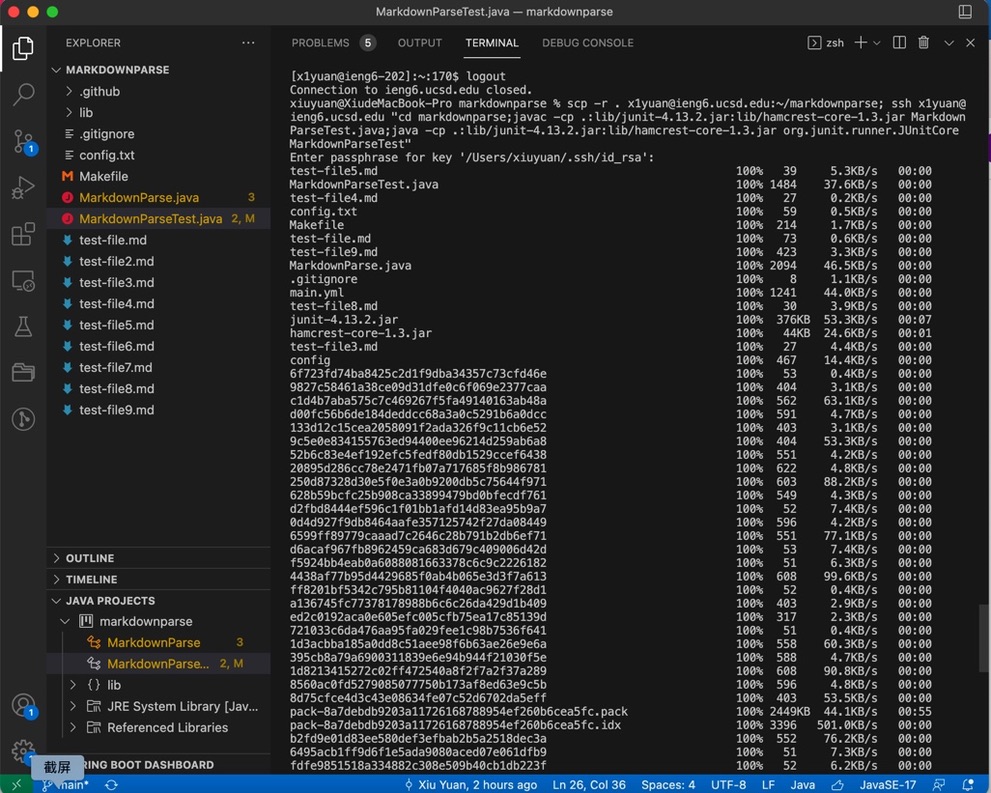 MarkdownParseTest.java — markdownparse
EXPLORER
MARKDOWNPARSE
.github
lib
.gitignore
config.txt
Makefile
MarkdownParse.java 3
MarkdownParseTest.java 2, M
test-file.md
test-file2.md
test-file3.md
test-file4.md
test-file5.md
test-file6.md
test-file7.md
test-file8.md
test-file9.md
OUTLINE
TIMELINE
JAVA PROJECTS
markdownparse
MarkdownParse 3
MarkdownParse... 2, M
{} lib
JRE System Library [Jav...
Referenced Libraries
RING BOOT DASHBOARD
截屏
1
1
1
PROBLEMS 5 OUTPUT TERMINAL DEBUG CONSOLE zsh
[x1yuan@ieng6-202]:~:170$ logout
Connection to ieng6.ucsd.edu closed.
xiuyuan@XiudeMacBook-Pro markdownparse % scp -r . x1yuan@ieng6.ucsd.edu:~/markdownparse; ssh x1yuan@
ieng6.ucsd.edu "cd markdownparse;javac -cp .:lib/junit-4.13.2.jar:lib/hamcrest-core-1.3.jar Markdown
ParseTest.java;java -cp .:lib/junit-4.13.2.jar:lib/hamcrest-core-1.3.jar org.junit.runner.JUnitCore
MarkdownParseTest"
Enter passphrase for key '/Users/xiuyuan/.ssh/id_rsa':
test-file5.md 100% 39 5.3KB/s 00:00
MarkdownParseTest.java 100% 1484 37.6KB/s 00:00
test-file4.md 100% 27 0.2KB/s 00:00
config.txt 100% 59 0.5KB/s 00:00
Makefile 100% 214 1.7KB/s 00:00
test-file.md 100% 73 0.6KB/s 00:00
test-file9.md 100% 423 3.3KB/s 00:00
MarkdownParse.java 100% 2094 46.5KB/s 00:00
.gitignore 100% 8 1.1KB/s 00:00
main.yml 100% 1241 44.0KB/s 00:00
test-file8.md 100% 30 3.9KB/s 00:00
junit-4.13.2.jar 100% 376KB 53.3KB/s 00:07
hamcrest-core-1.3.jar 100% 44KB 24.6KB/s 00:01
test-file3.md 100% 27 4.4KB/s 00:00
config 100% 467 14.4KB/s 00:00
6f723fd74ba8425c2d1f9dba34357c73cfd46e 100% 53 0.4KB/s 00:00
9827c58461a38ce09d31dfe0c6f069e2377caa 100% 404 3.1KB/s 00:00
c1d4b7aba575c7c469267f5fa49140163ab48a 100% 562 63.1KB/s 00:00
d00fc56b6de184deddcc68a3a0c5291b6a0dcc 100% 591 4.7KB/s 00:00
133d12c15cea2058091f2ada326f9c11cb6e52 100% 403 3.1KB/s 00:00
9c5e0e834155763ed94400ee96214d259ab6a8 100% 404 53.3KB/s 00:00
52b6c83e4ef192efc5fedf80db1529ccef6438 100% 551 4.2KB/s 00:00
20895d286cc78e2471fb07a717685f8b986781 100% 622 4.8KB/s 00:00
250d87328d30e5f0e3a0b9200db5c75644f971 100% 603 88.2KB/s 00:00
628b59bcfc25b908ca33899479bd0bfecdf761 100% 549 4.3KB/s 00:00
d2fbd8444ef596c1f01bb1afd14d83ea95b9a7 100% 52 7.4KB/s 00:00
0d4d927f9db8464aafe357125742f27da08449 100% 596 4.2KB/s 00:00
6599ff89779caaad7c2646c28b791b2db6ef71 100% 551 77.1KB/s 00:00
d6acaf967fb8962459ca683d679c409006d42d 100% 53 7.4KB/s 00:00
f5924bb4eab0a6088081663378c6c9c2226182 100% 51 6.3KB/s 00:00
4438af77b95d4429685f0ab4b065e3d3f7a613 100% 608 99.6KB/s 00:00
ff8201bf5342c795b81104f4040ac9627f28d1 100% 52 0.4KB/s 00:00
a136745fc77378178988b6c6c26da429d1b409 100% 403 2.9KB/s 00:00
ed2c0192aca0e605efc005cfb75ea17c85139d 100% 317 2.3KB/s 00:00
721033c6da476aa95fa029fee1c98b7536f641 100% 51 0.4KB/s 00:00
1d3acbba185a0dd8c51aee98f6b63ae26e9e6a 100% 558 60.3KB/s 00:00
395cb8a79a6900311839e6e94b944f21030f5e 100% 588 4.7KB/s 00:00
1d8213415272c02ff472540a8f2f7a2f37a289 100% 608 90.8KB/s 00:00
8560ac0fd5279085077750b173af8ed63e9c5b 100% 596 4.8KB/s 00:00
8d75cfce4d3c43e08634fe07c52d6702da5eff 100% 403 53.5KB/s 00:00
pack-8a7debdb9203a11726168788954ef260b6cea5fc.pack 100% 2449KB 44.1KB/s 00:55
pack-8a7debdb9203a11726168788954ef260b6cea5fc.idx 100% 3396 501.0KB/s 00:00
b2fd9e01d83ee580def3efbab2b5a2518dec3a 100% 552 76.2KB/s 00:00
6495acb1ff9d6f1e5ada9080aced07e061dfb9 100% 51 7.3KB/s 00:00
fdfe9851518a334882c308e509b40cb1db223f 100% 52 6.2KB/s 00:00
main* Xiu Yuan, 2 hours ago Ln 26, Col 36 Spaces: 4 UTF-8 LF Java JavaSE-17